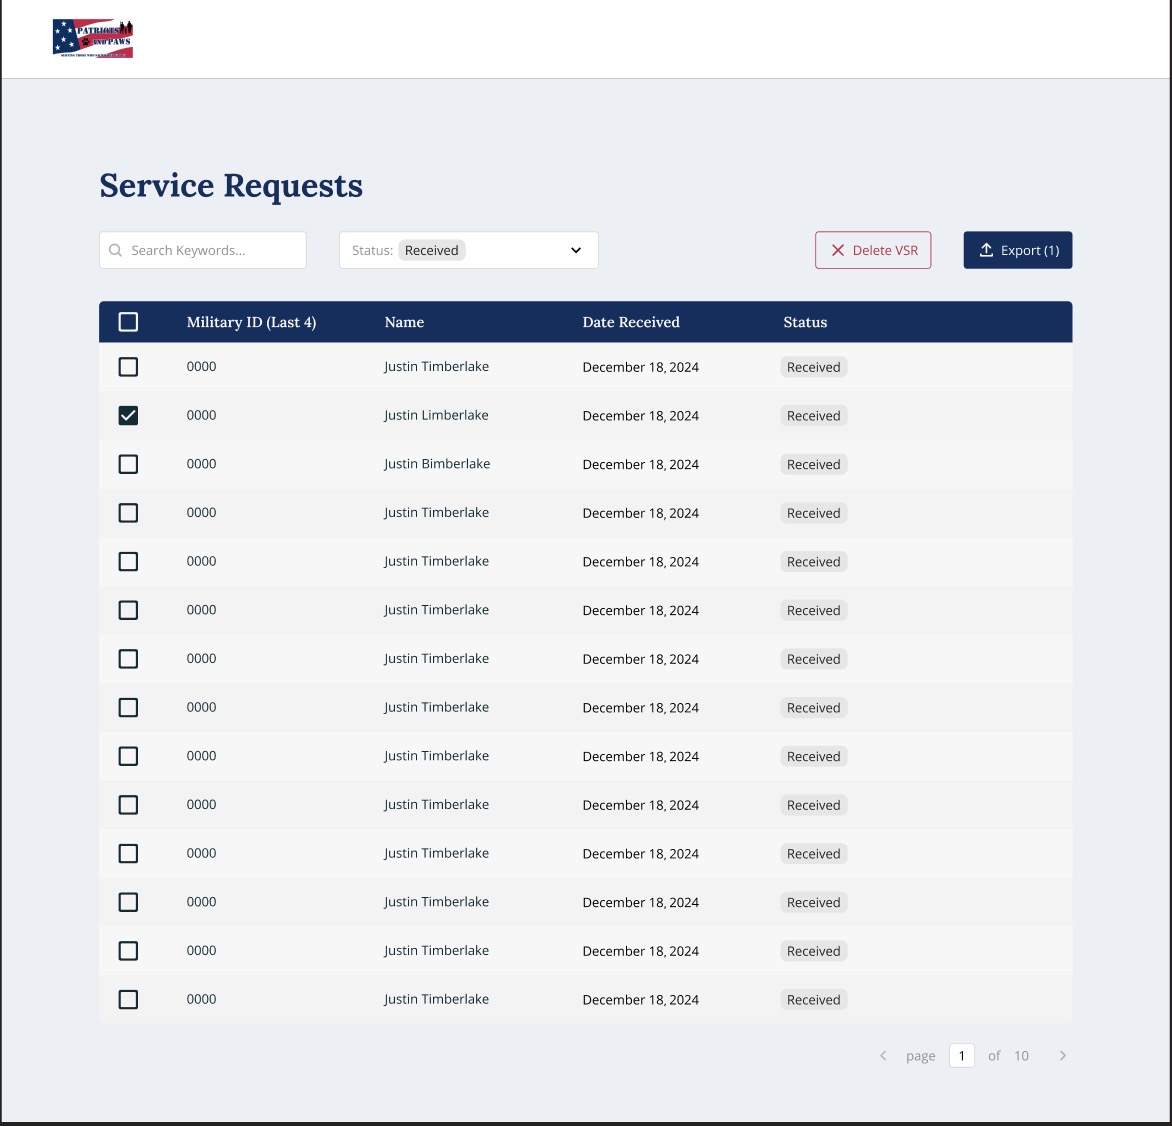 PATRIOTS
AND PAWS
Service Requests
Search Keywords...
Status: Received
Delete VSR
Export (1)
Military ID (Last 4) Name Date Received Status
0000 Justin Timberlake December 18, 2024 Received
0000 Justin Limberlake December 18, 2024 Received
0000 Justin Bimberlake December 18, 2024 Received
0000 Justin Timberlake December 18, 2024 Received
0000 Justin Timberlake December 18, 2024 Received
0000 Justin Timberlake December 18, 2024 Received
0000 Justin Timberlake December 18, 2024 Received
0000 Justin Timberlake December 18, 2024 Received
0000 Justin Timberlake December 18, 2024 Received
0000 Justin Timberlake December 18, 2024 Received
0000 Justin Timberlake December 18, 2024 Received
0000 Justin Timberlake December 18, 2024 Received
0000 Justin Timberlake December 18, 2024 Received
0000 Justin Timberlake December 18, 2024 Received
page 1 of 10